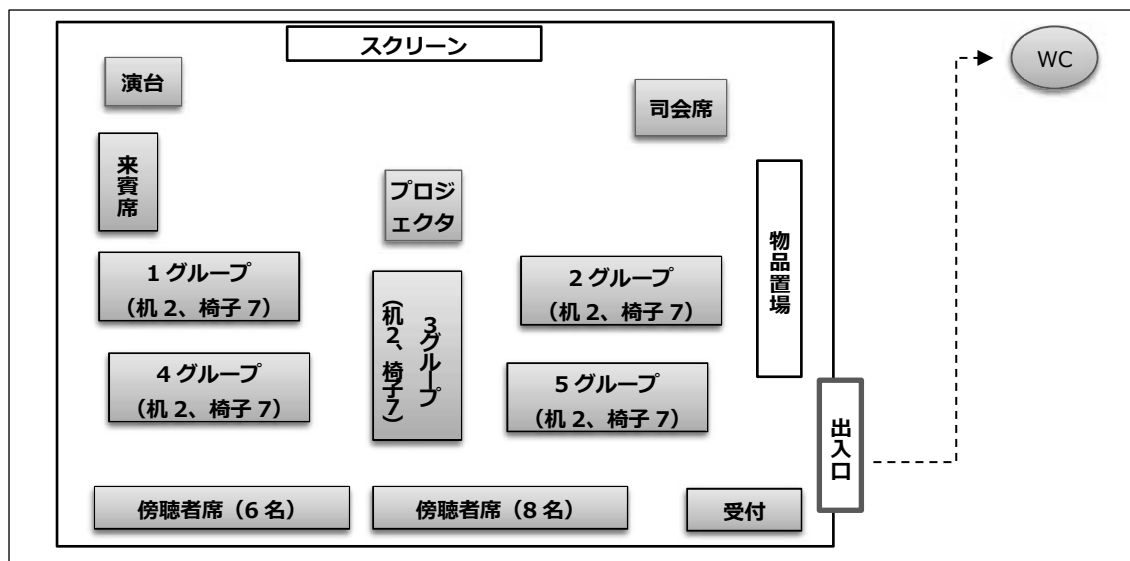 スクリーン
WC
演台
司会席
来賓席
プロジ
ェクタ
物品置場
1 グループ
(机 2、椅子 7)
2 グループ
(机 2、椅子 7)
3グループ
(机2、椅子7)
4 グループ
(机 2、椅子 7)
5 グループ
(机 2、椅子 7)
出入口
傍聴者席(6 名)
傍聴者席(8 名)
受付